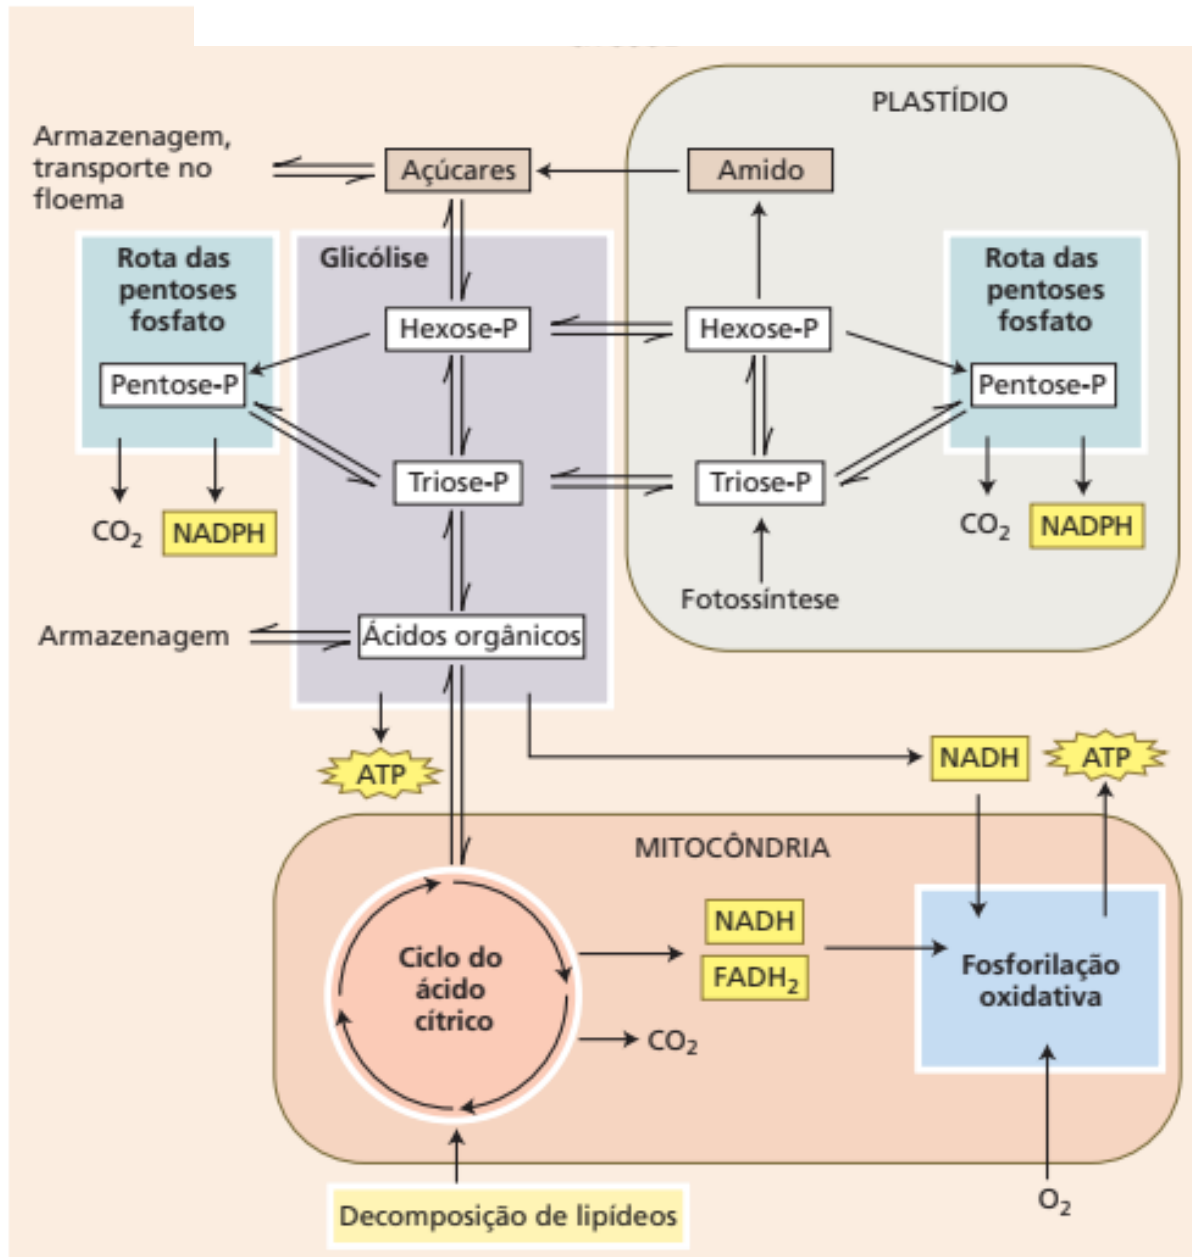 PLASTÍDIO
Armazenagem,
transporte no
floema
Açúcares
Amido
Rota das
pentoses
fosfato
Glicólise
Rota das
pentoses
fosfato
Hexose-P
Hexose-P
Pentose-P
Pentose-P
Triose-P
Triose-P
CO₂
NADPH
CO₂
NADPH
Fotossíntese
Armazenagem
Ácidos orgânicos
ATP
NADH
ATP
MITOCÔNDRIA
NADH
FADH₂
Ciclo do
ácido
cítrico
Fosforilação
oxidativa
CO₂
O₂
Decomposição de lipídeos